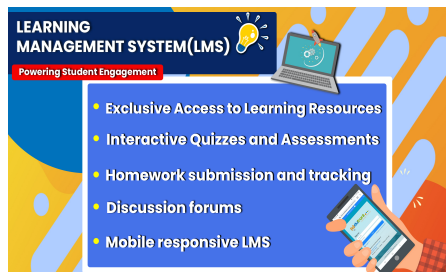 LEARNING
MANAGEMENT SYSTEM(LMS)
Powering Student Engagement
Exclusive Access to Learning Resources
Interactive Quizzes and Assessments
Homework submission and tracking
Discussion forums
Mobile responsive LMS